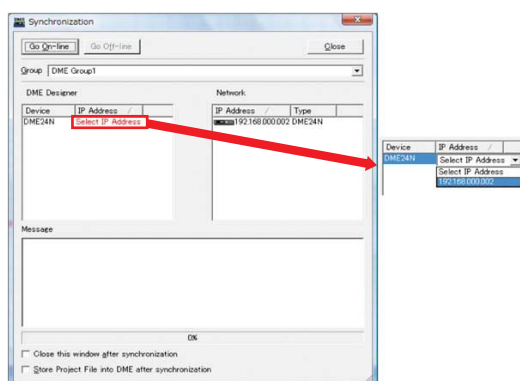 Synchronization
Go On-line Go Off-line Close
Group DME Group1
DME Designer Network
Device IP Address IP Address Type
DME24N Select IP Address 192.168.000.002 DME24N
Device IP Address
DME24N Select IP Address
Select IP Address
192.168.000.002
Message
0%
Close this window after synchronization
Store Project File into DME after synchronization